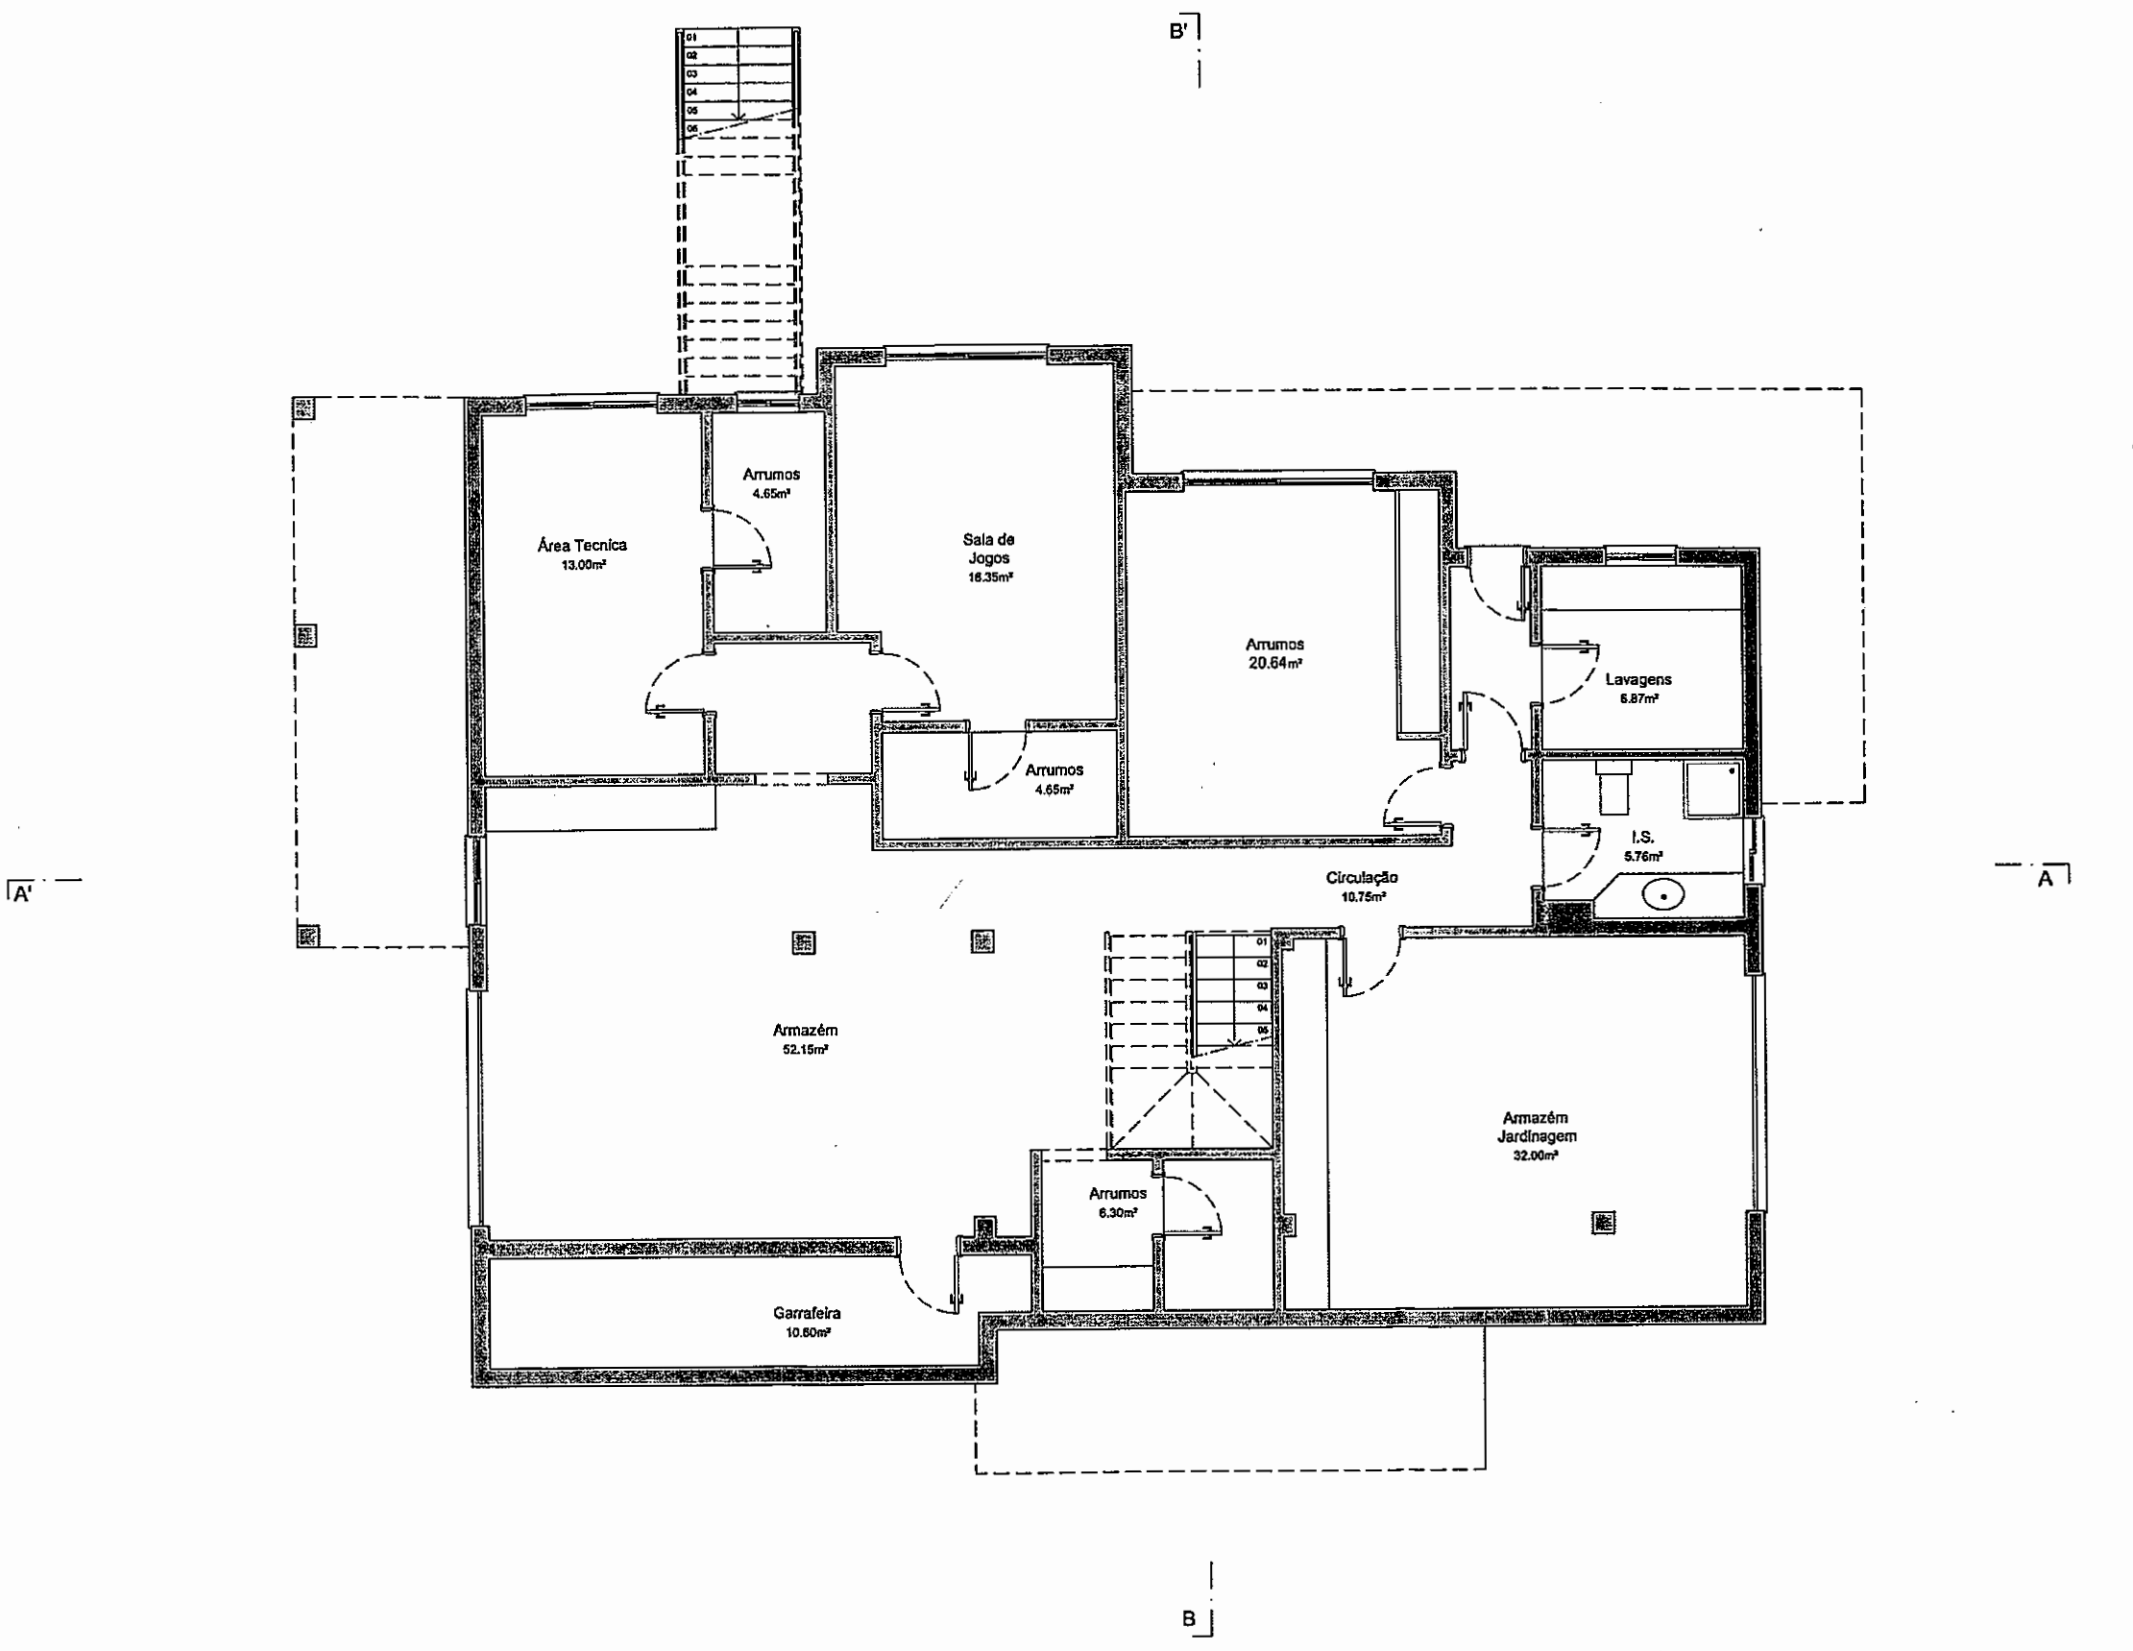 B'
01
02
03
04
05
06
Arrumos
4.65m²
Área Tecnica
13.00m²
Sala de
Jogos
16.35m²
Arrumos
20.64m²
Lavagens
6.87m²
Arrumos
4.65m²
I.S.
5.76m²
Circulação
10.75m²
A'
A
01
02
03
04
05
Armazém
52.15m²
Armazém
Jardinagem
32.00m²
Arrumos
6.30m²
Garrafeira
10.60m²
B